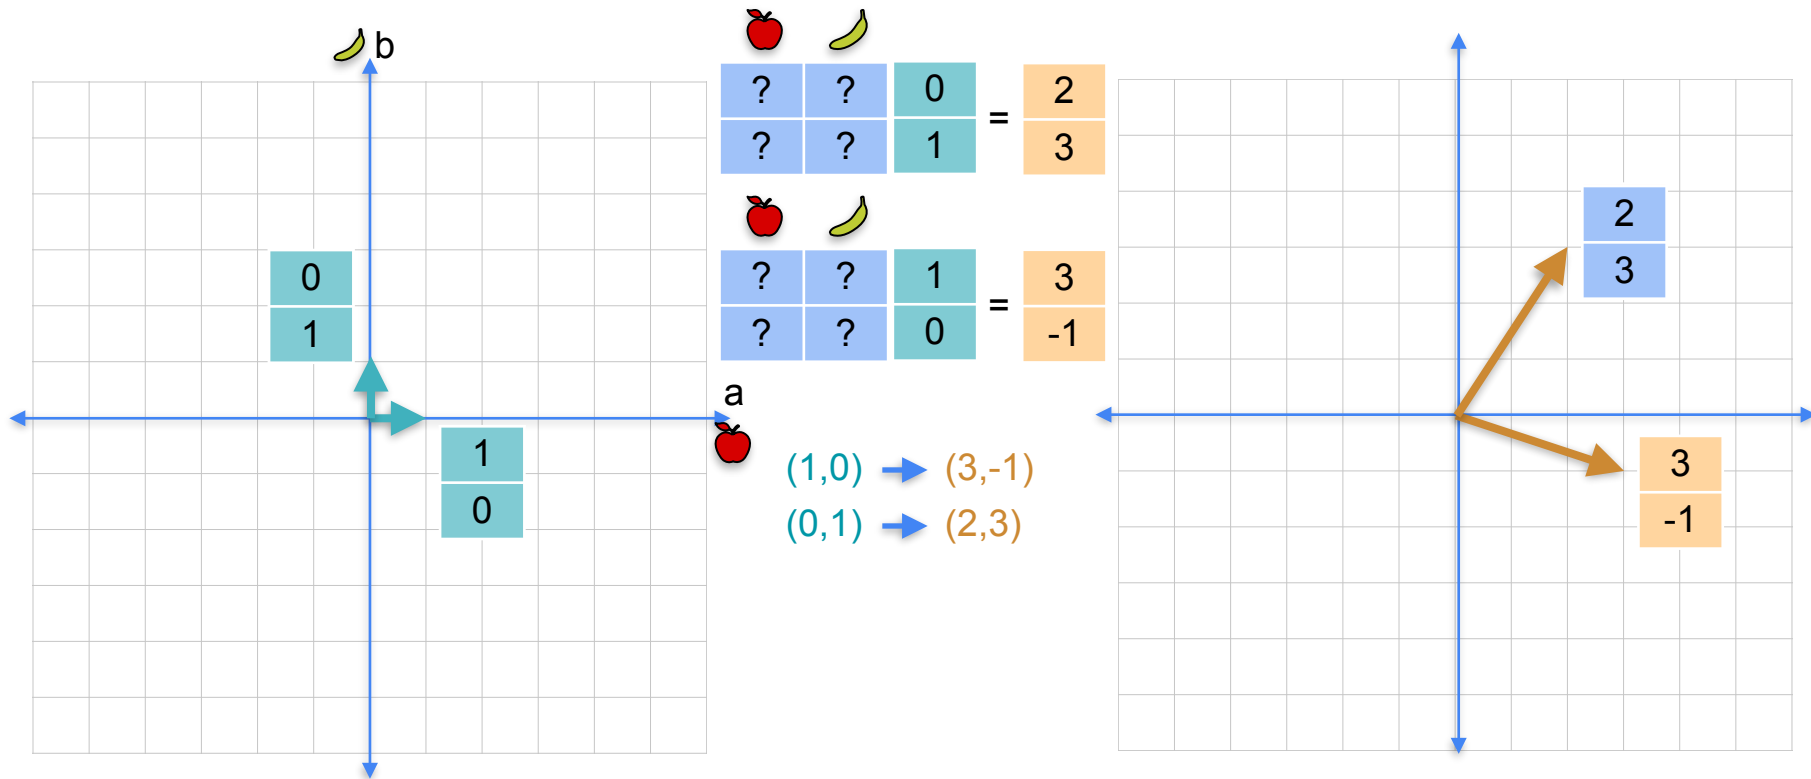 b
? ? 0 = 2
? ? 1 3
? ? 1 = 3
? ? 0 -1
0
1
a
1
0
(1,0) (3,-1)
(0,1) (2,3)
2
3
3
-1